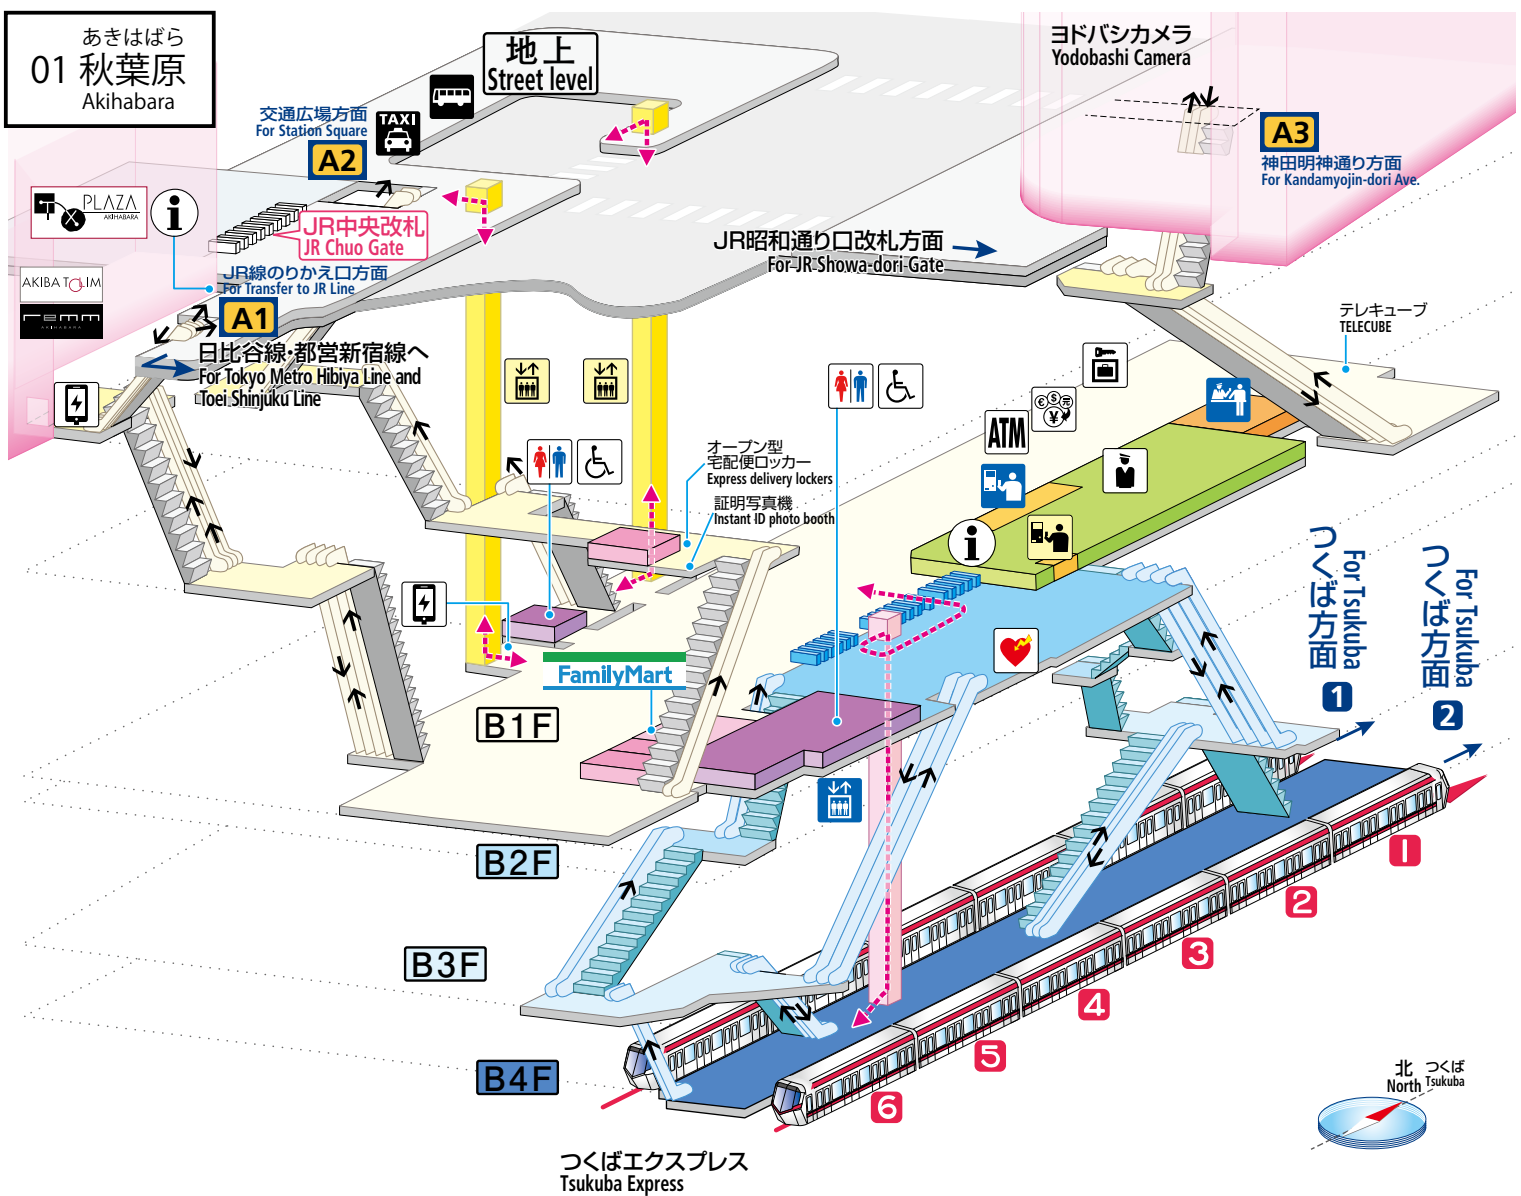 あきはばら
01 秋葉原
Akihabara
地上
Street level
ヨドバシカメラ
Yodobashi Camera
交通広場方面
For Station Square
A2
TAXI
A3
神田明神通り方面
For Kandamyojin-dori Ave.
PLAZA
AKIHABARA
i
JR中央改札
JR Chuo Gate
JR昭和通り口改札方面
For JR Showa-dori Gate
AKIBA TOLIM
JR線のりかえ口方面
For Transfer to JR Line
remm
AKIHABARA
A1
テレキューブ
TELECUBE
日比谷線・都営新宿線へ
For Tokyo Metro Hibiya Line and
Toei Shinjuku Line
€ $ 元
¥
ATM
オープン型
宅配便ロッカー
Express delivery lockers
証明写真機
Instant ID photo booth
i
つくば方面
For Tsukuba
1
つくば方面
For Tsukuba
2
FamilyMart
B1F
B2F
B3F
B4F
1
2
3
4
5
6
北
North
つくば
Tsukuba
つくばエクスプレス
Tsukuba Express